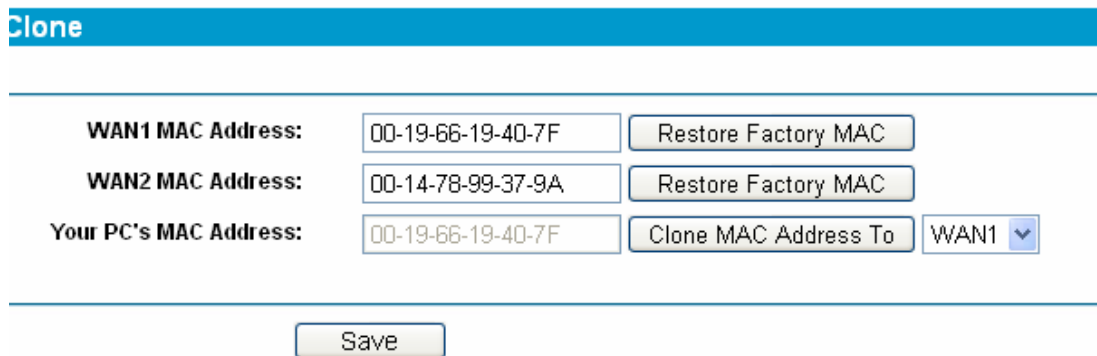 Clone
WAN1 MAC Address: 00-19-66-19-40-7F Restore Factory MAC
WAN2 MAC Address: 00-14-78-99-37-9A Restore Factory MAC
Your PC's MAC Address: 00-19-66-19-40-7F Clone MAC Address To WAN1
Save